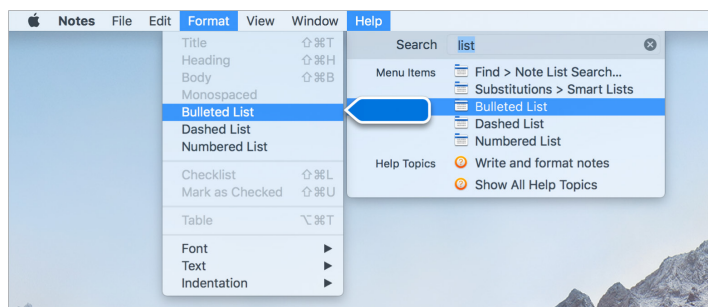 Notes File Edit Format View Window Help
Title ⇧⌘T
Heading ⇧⌘H
Body ⇧⌘B
Monospaced
Bulleted List
Dashed List
Numbered List
Checklist ⇧⌘L
Mark as Checked ⇧⌘U
Table ⌥⌘T
Font ▶
Text ▶
Indentation ▶
Search list
Menu Items Find > Note List Search...
Substitutions > Smart Lists
Bulleted List
Dashed List
Numbered List
Help Topics Write and format notes
Show All Help Topics